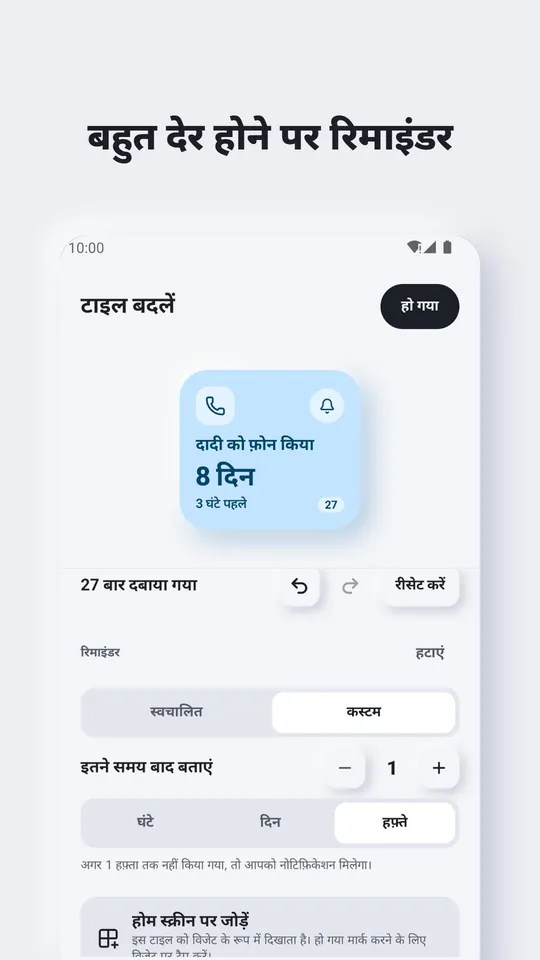 बहुत देर होने पर रिमाइंडर
10:00
टाइल बदलें
हो गया
दादी को फ़ोन किया
8 दिन
3 घंटे पहले
27
27 बार दबाया गया
रीसेट करें
रिमाइंडर
हटाएं
स्वचालित
कस्टम
इतने समय बाद बताएं
1
घंटे
दिन
हफ़्ते
अगर 1 हफ़्ता तक नहीं किया गया, तो आपको नोटिफ़िकेशन मिलेगा।
होम स्क्रीन पर जोड़ें
इस टाइल को विजेट के रूप में दिखाता है। हो गया मार्क करने के लिए
विजेट पर टैप करें।